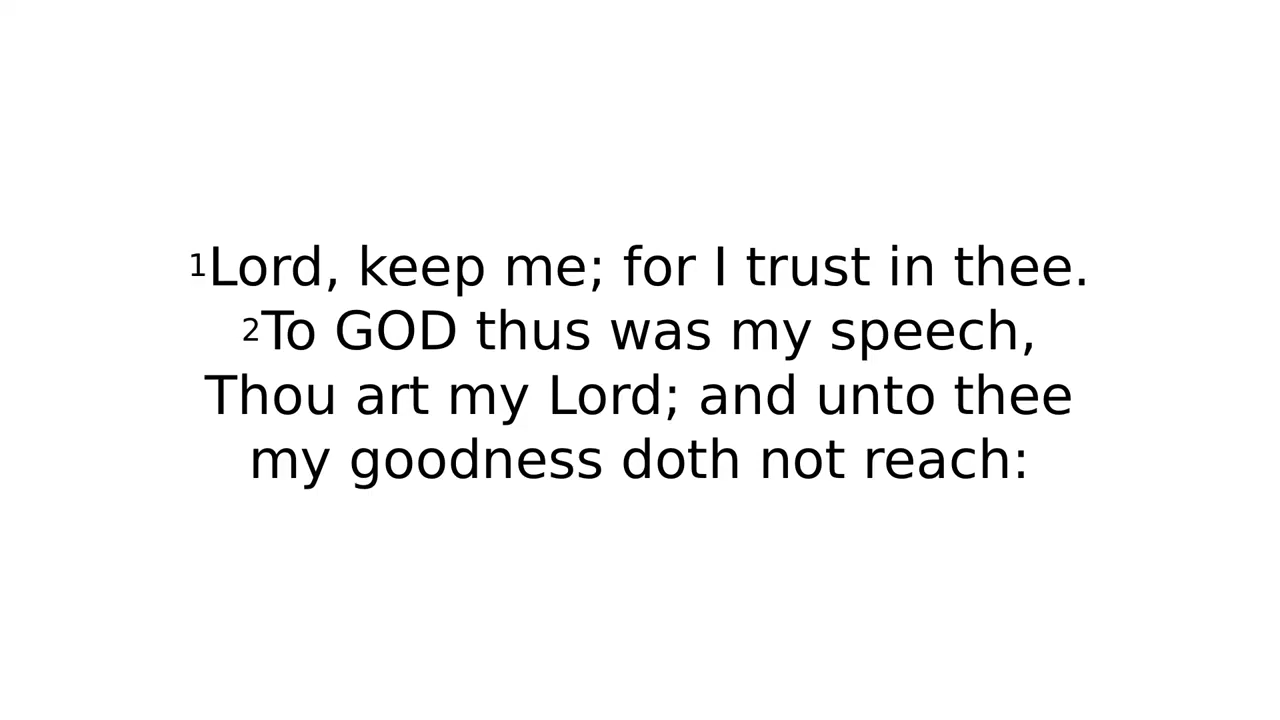 1Lord, keep me; for I trust in thee.
2To GOD thus was my speech,
Thou art my Lord; and unto thee
my goodness doth not reach: